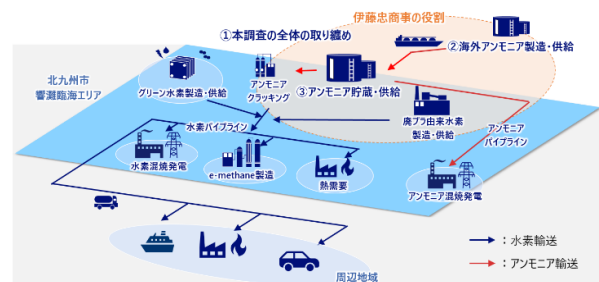 伊藤忠商事の役割
①本調査の全体の取り纏め
②海外アンモニア製造・供給
北九州市
響灘臨海エリア
グリーン水素製造・供給
アンモニア
クラッキング
③アンモニア貯蔵・供給
廃プラ由来水素
製造・供給
水素パイプライン
アンモニア
パイプライン
水素混焼発電
e-methane製造
熱需要
アンモニア混焼発電
周辺地域
：水素輸送
：アンモニア輸送